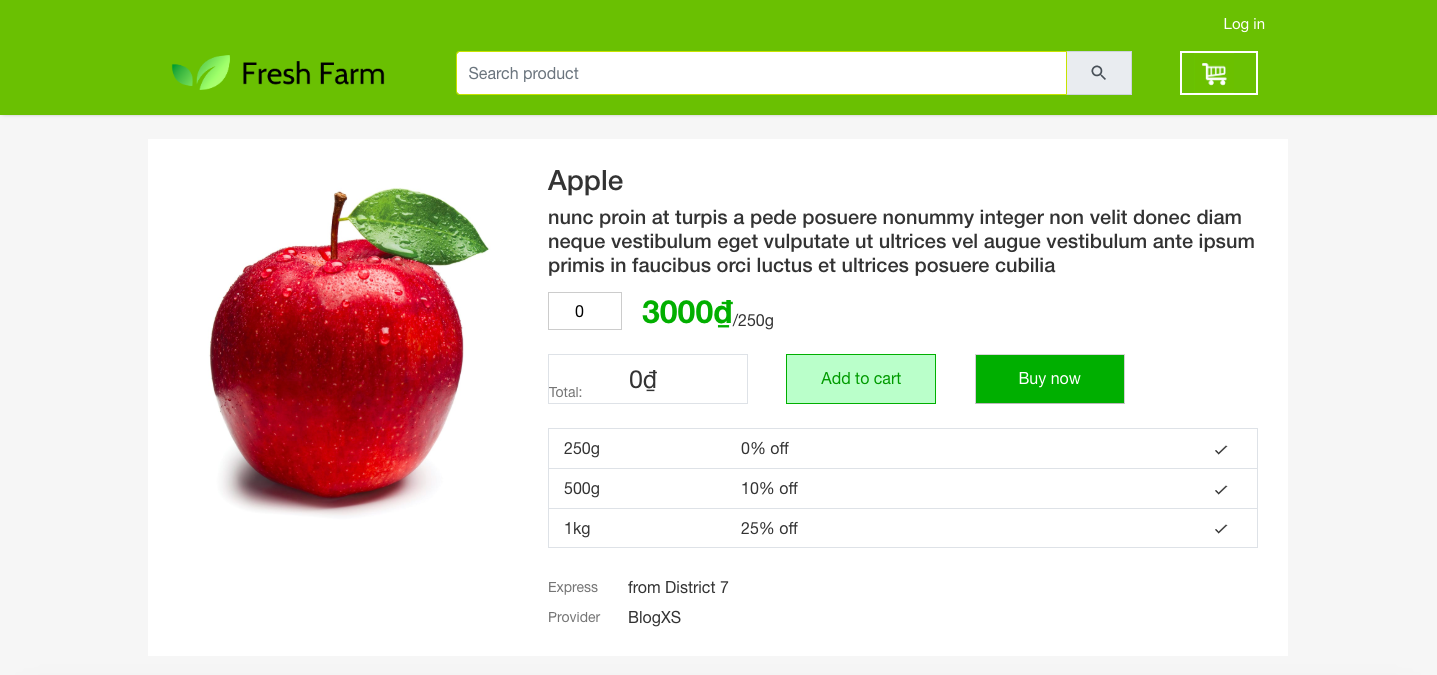 Log in
Fresh Farm
Search product
Apple
nunc proin at turpis a pede posuere nonummy integer non velit donec diam
neque vestibulum eget vulputate ut ultrices vel augue vestibulum ante ipsum
primis in faucibus orci luctus et ultrices posuere cubilia
0 3000₫/250g
Total: 0₫ Add to cart Buy now
250g 0% off
500g 10% off
1kg 25% off
Express from District 7
Provider BlogXS